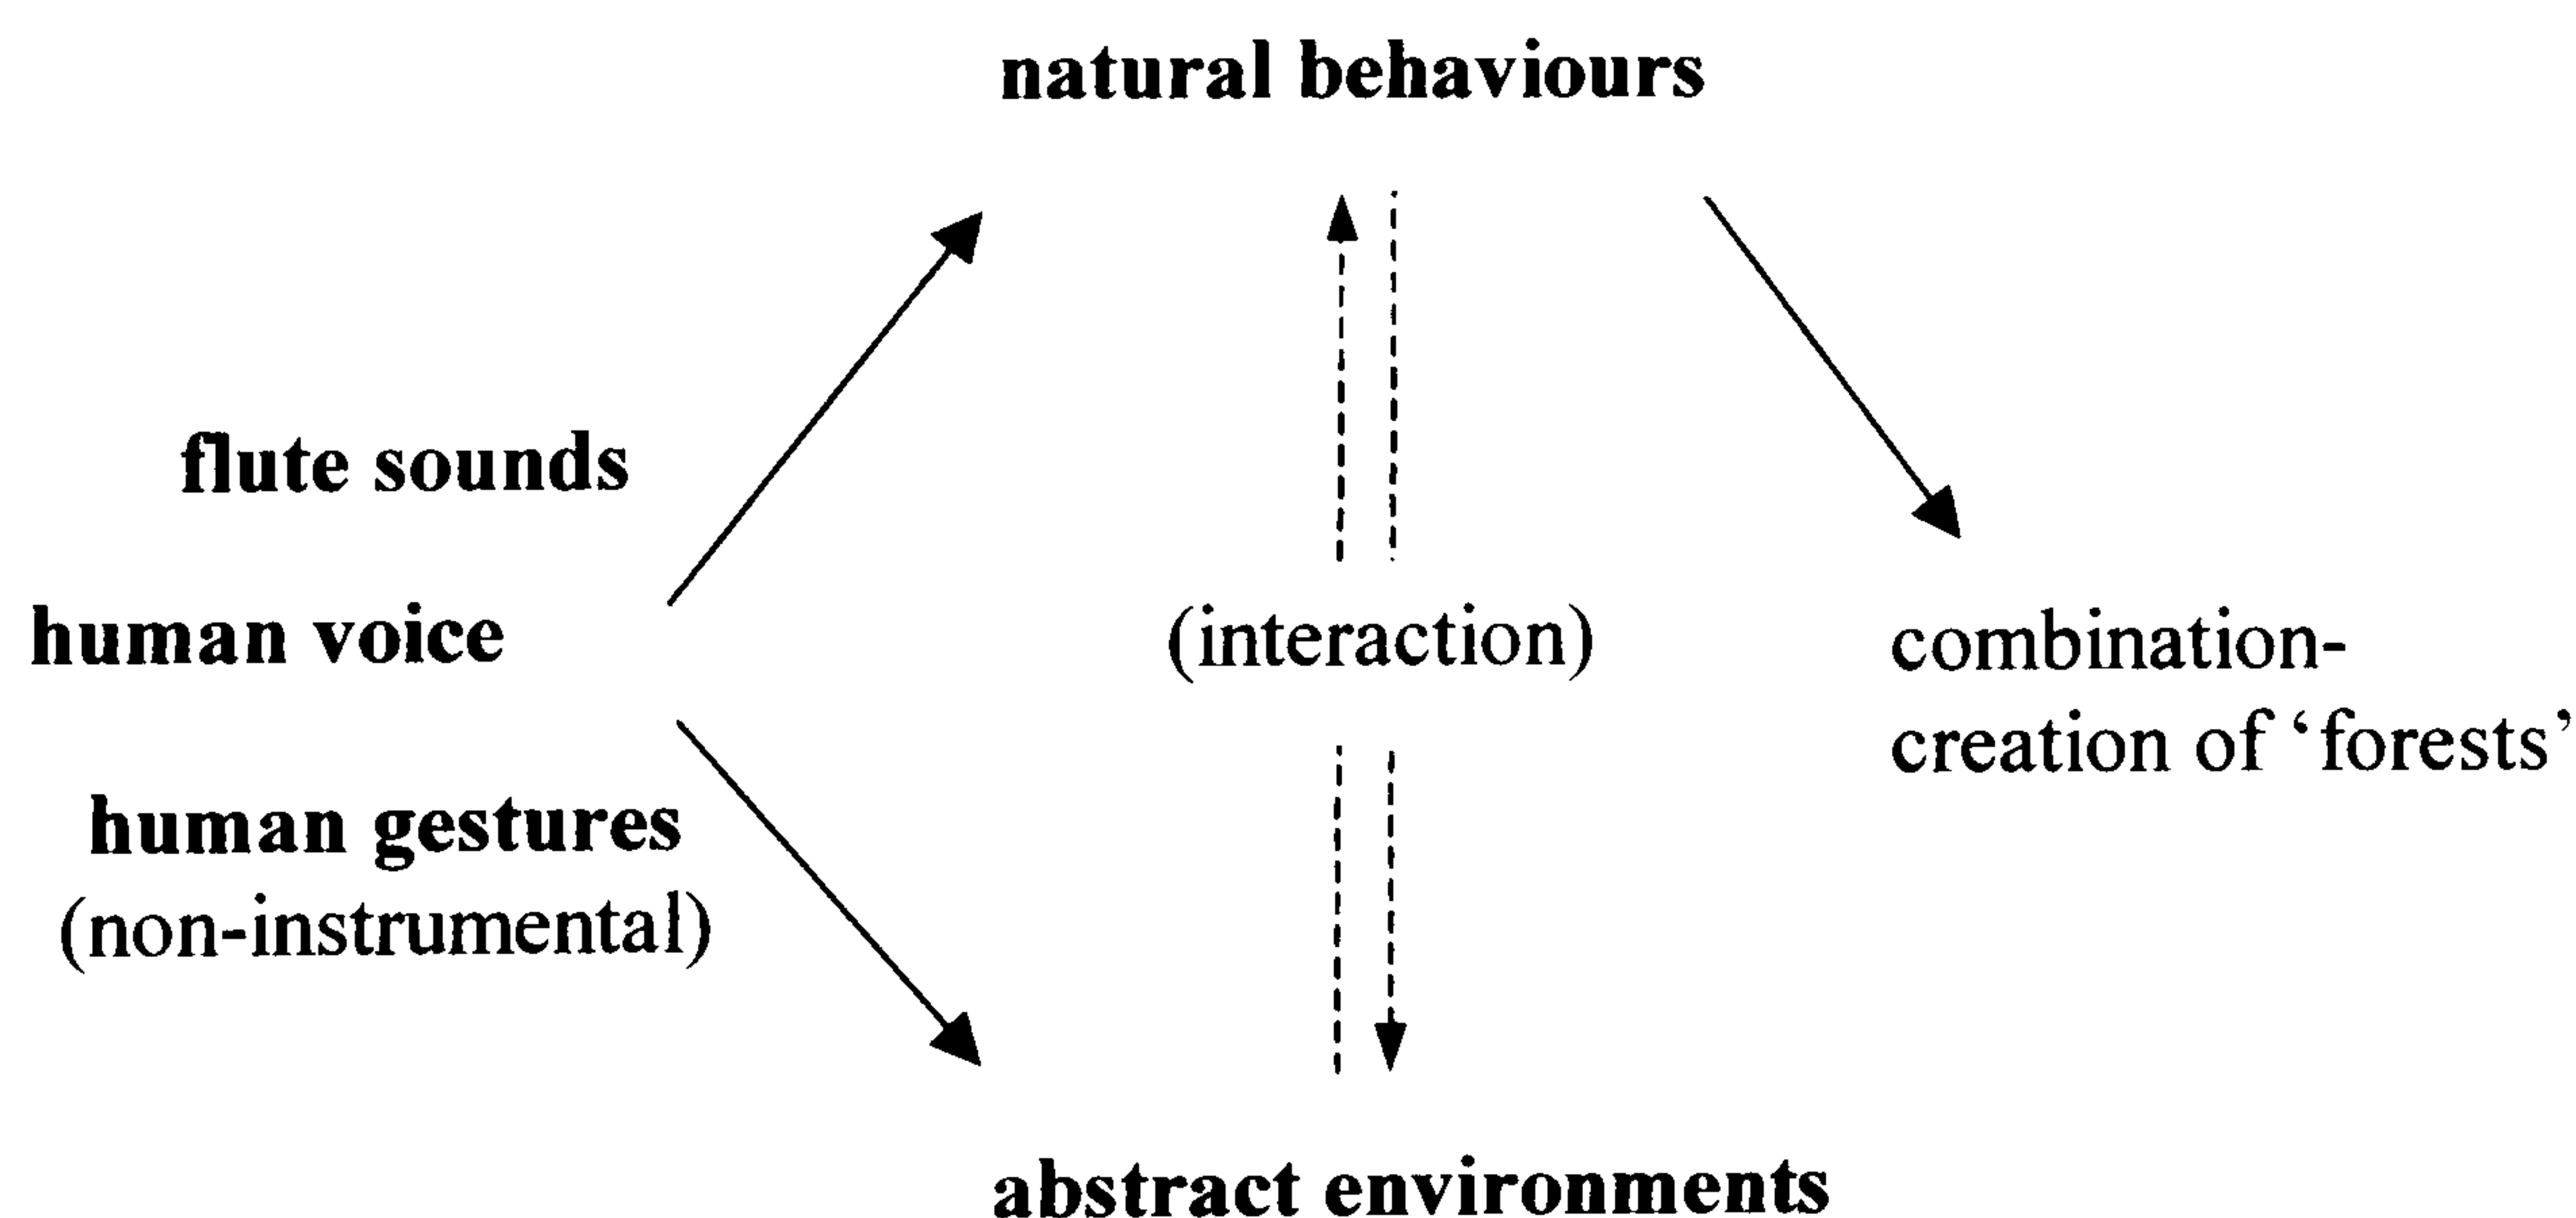 natural behaviours
flute sounds
human voice
human gestures
(non-instrumental)
(interaction)
combination-
creation of ‘forests’
abstract environments